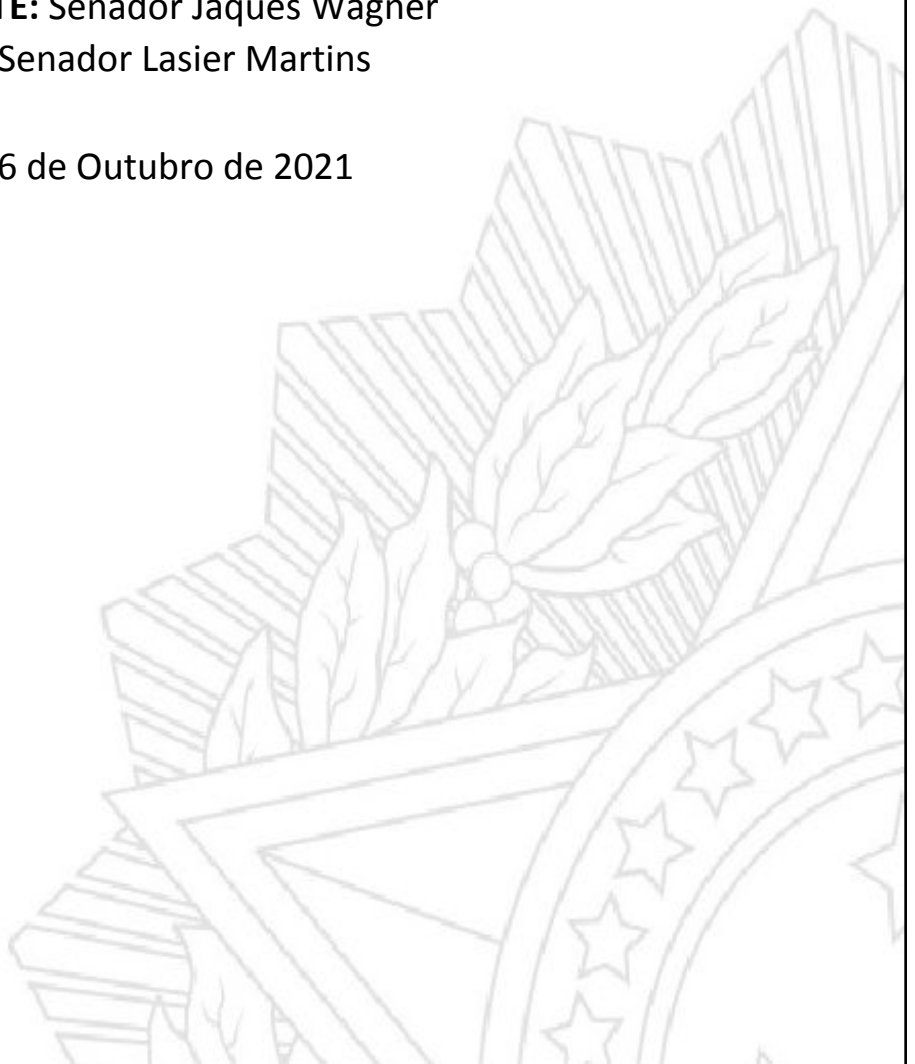 TE: Senador Jaques Wagner
Senador Lasier Martins
6 de Outubro de 2021